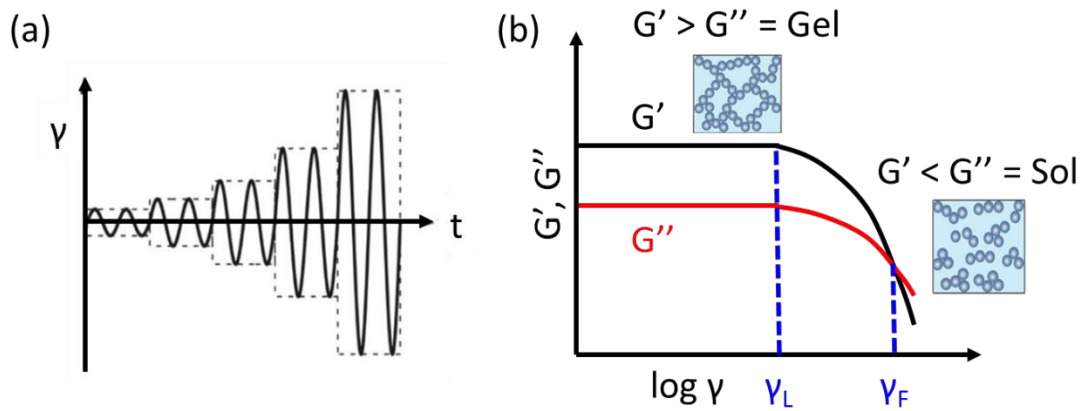 (a)
γ
t
(b)
G' > G'' = Gel
G'
G' < G'' = Sol
G', G''
G''
log γ
γL
γF